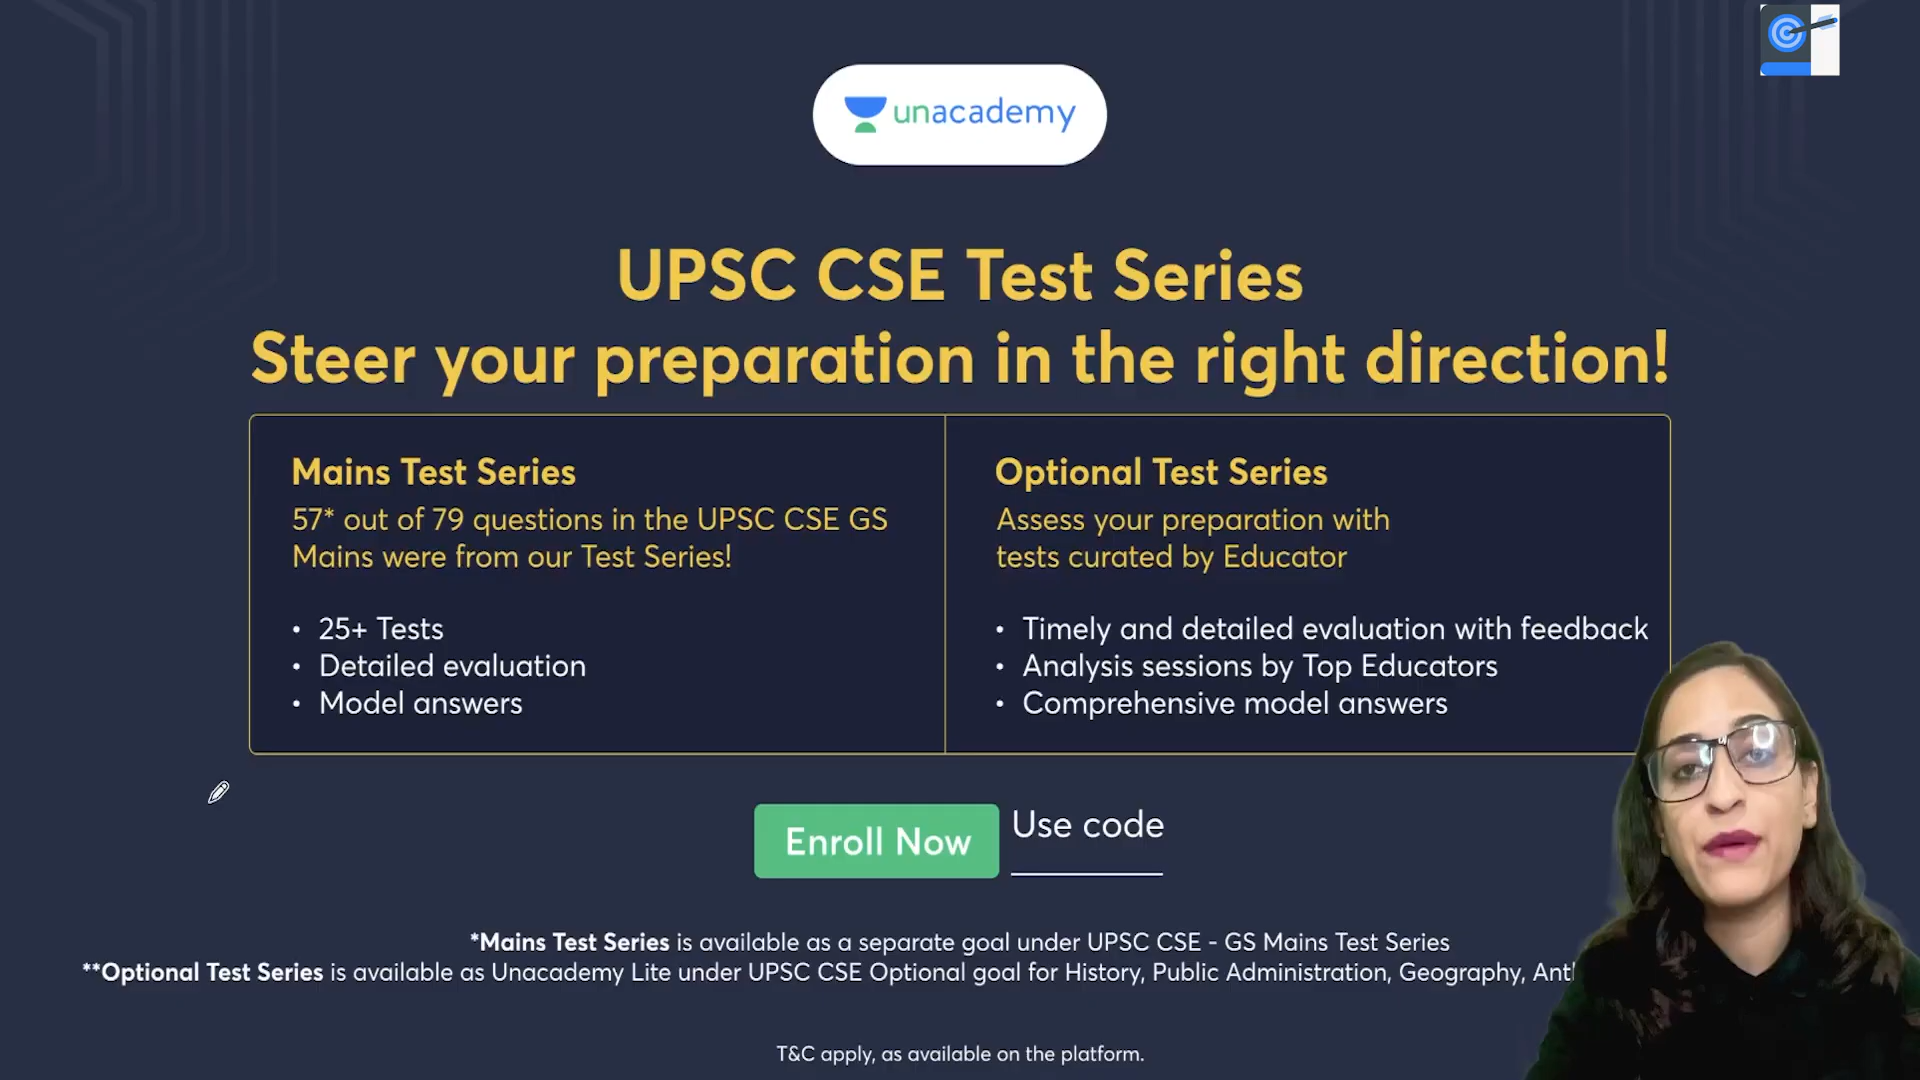 unacademy
UPSC CSE Test Series
Steer your preparation in the right direction!
Mains Test Series
57* out of 79 questions in the UPSC CSE GS
Mains were from our Test Series!
• 25+ Tests
• Detailed evaluation
• Model answers
Optional Test Series
Assess your preparation with
tests curated by Educator
• Timely and detailed evaluation with feedback
• Analysis sessions by Top Educators
• Comprehensive model answers
Enroll Now
Use code
*Mains Test Series is available as a separate goal under UPSC CSE - GS Mains Test Series
**Optional Test Series is available as Unacademy Lite under UPSC CSE Optional goal for History, Public Administration, Geography,
T&C apply, as available on the platform.